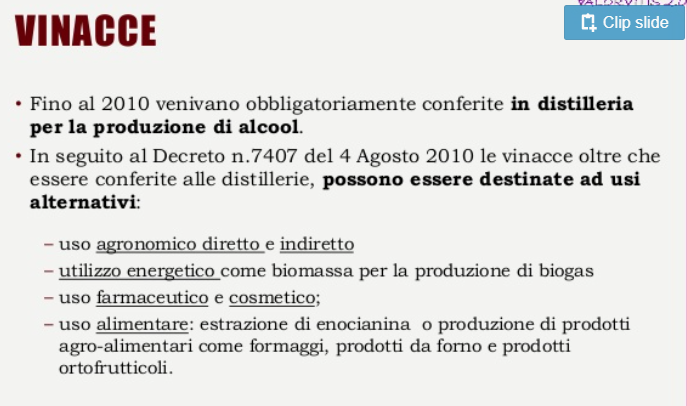 VINACCE
Clip slide
• Fino al 2010 venivano obbligatoriamente conferite in distilleria
per la produzione di alcool.
• In seguito al Decreto n.7407 del 4 Agosto 2010 le vinacce oltre che
essere conferite alle distillerie, possono essere destinate ad usi
alternativi:
– uso agronomico diretto e indiretto
– utilizzo energetico come biomassa per la produzione di biogas
– uso farmaceutico e cosmetico;
– uso alimentare: estrazione di enocianina o produzione di prodotti
agro-alimentari come formaggi, prodotti da forno e prodotti
ortofrutticoli.